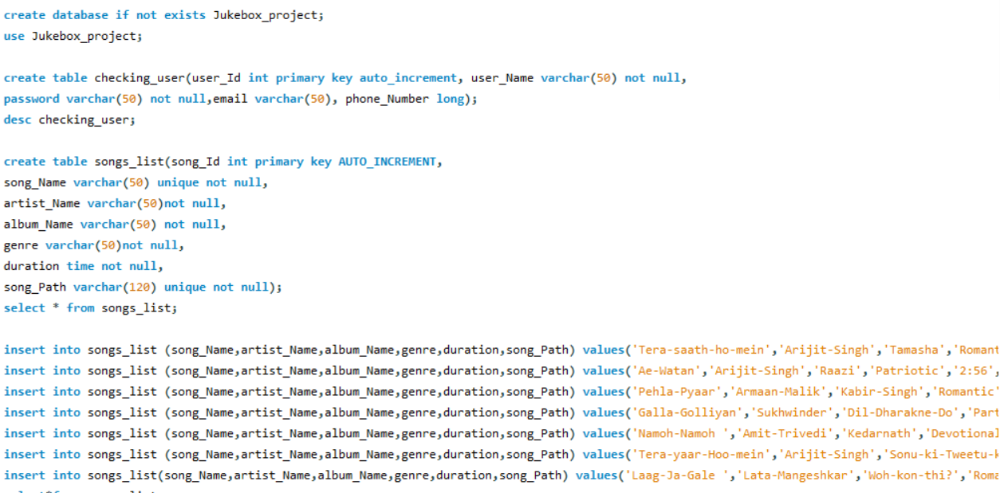 create database if not exists Jukebox_project;
use Jukebox_project;
create table checking_user(user_Id int primary key auto_increment, user_Name varchar(50) not null,
password varchar(50) not null,email varchar(50), phone_Number long);
desc checking_user;
create table songs_list(song_Id int primary key AUTO_INCREMENT,
song_Name varchar(50) unique not null,
artist_Name varchar(50)not null,
album_Name varchar(50) not null,
genre varchar(50)not null,
duration time not null,
song_Path varchar(120) unique not null);
select * from songs_list;
insert into songs_list (song_Name,artist_Name,album_Name,genre,duration,song_Path) values('Tera-saath-ho-mein','Arijit-Singh','Tamasha','Romant
insert into songs_list (song_Name,artist_Name,album_Name,genre,duration,song_Path) values('Ae-Watan','Arijit-Singh','Raazi','Patriotic','2:56',
insert into songs_list (song_Name,artist_Name,album_Name,genre,duration,song_Path) values('Pehla-Pyaar','Armaan-Malik','Kabir-Singh','Romantic'
insert into songs_list (song_Name,artist_Name,album_Name,genre,duration,song_Path) values('Galla-Golliyan','Sukhwinder','Dil-Dharakne-Do','Part
insert into songs_list (song_Name,artist_Name,album_Name,genre,duration,song_Path) values('Namoh-Namoh ','Amit-Trivedi','Kedarnath','Devotional
insert into songs_list (song_Name,artist_Name,album_Name,genre,duration,song_Path) values('Tera-yaar-Hoo-mein','Arijit-Singh','Sonu-ki-Tweetu-k
insert into songs_list(song_Name,artist_Name,album_Name,genre,duration,song_Path) values('Laag-Ja-Gale ','Lata-Mangeshkar','Woh-kon-thi?','Roma